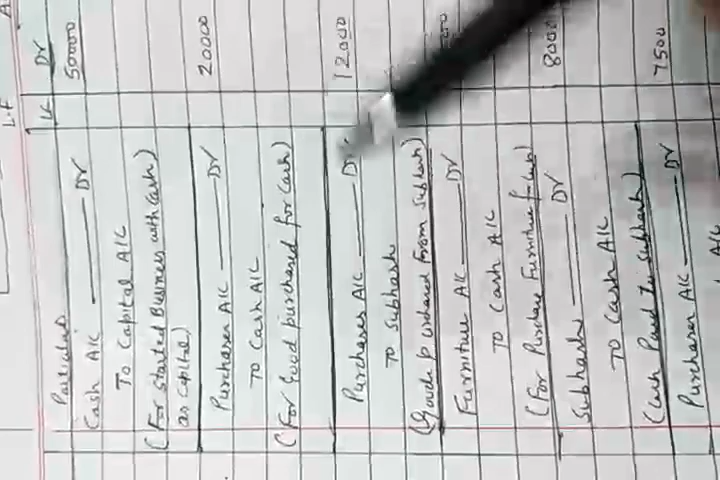 Particulars L.F Dr
Cash A/C ——— Dr 50000
To Capital A/C
(For started Business with cash
as capital)
Purchases A/C ——— Dr 20000
To Cash A/C
(For Good purchased for Cash)
Purchases A/C ——— Dr 12000
To Subhash
(Goods purchased From Subhash)
Furniture A/C ——— Dr
To Cash A/C
(For Purchase Furniture for
Subhash ——— Dr 8000
To Cash A/C
(Cash Paid to Subhash)
Purchases A/C ——— Dr 7500
A/C